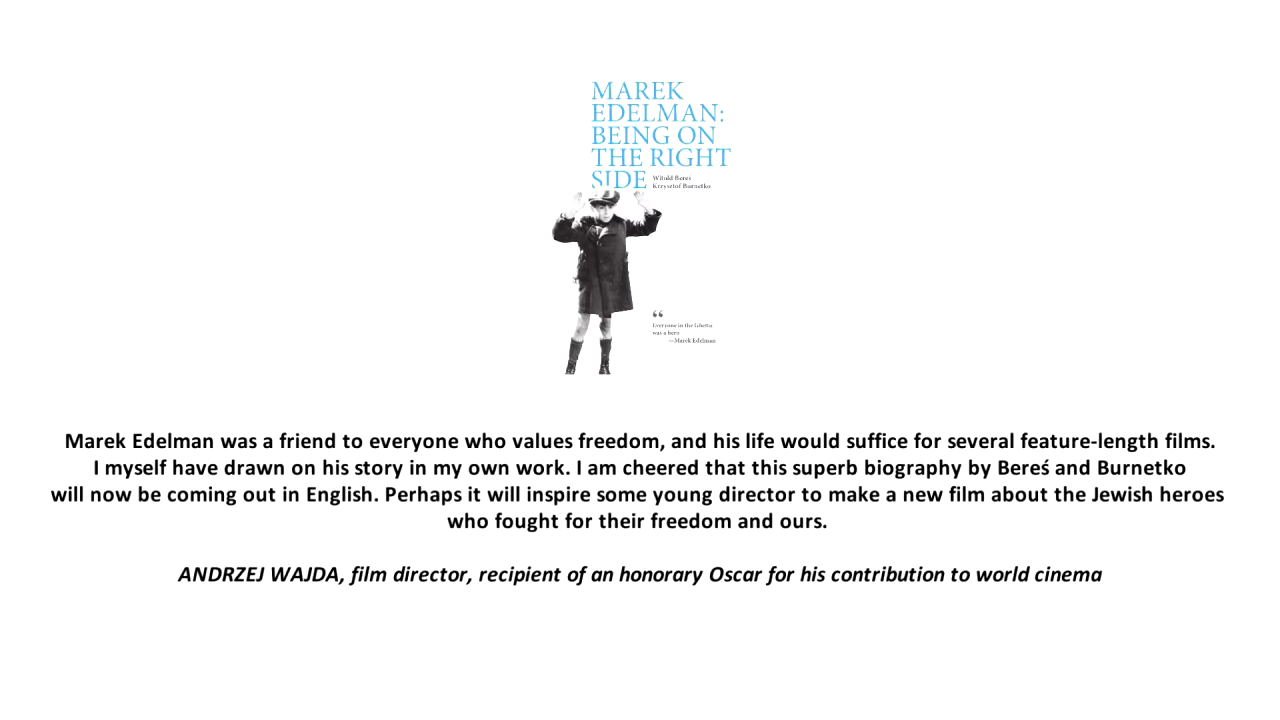 MAREK
EDELMAN:
BEING ON
THE RIGHT
SIDE
Witold Bereś
Krzysztof Burnetko
“
Everyone in the Ghetto
was a hero
—Marek Edelman
Marek Edelman was a friend to everyone who values freedom, and his life would suffice for several feature-length films.
I myself have drawn on his story in my own work. I am cheered that this superb biography by Bereś and Burnetko
will now be coming out in English. Perhaps it will inspire some young director to make a new film about the Jewish heroes
who fought for their freedom and ours.
ANDRZEJ WAJDA, film director, recipient of an honorary Oscar for his contribution to world cinema